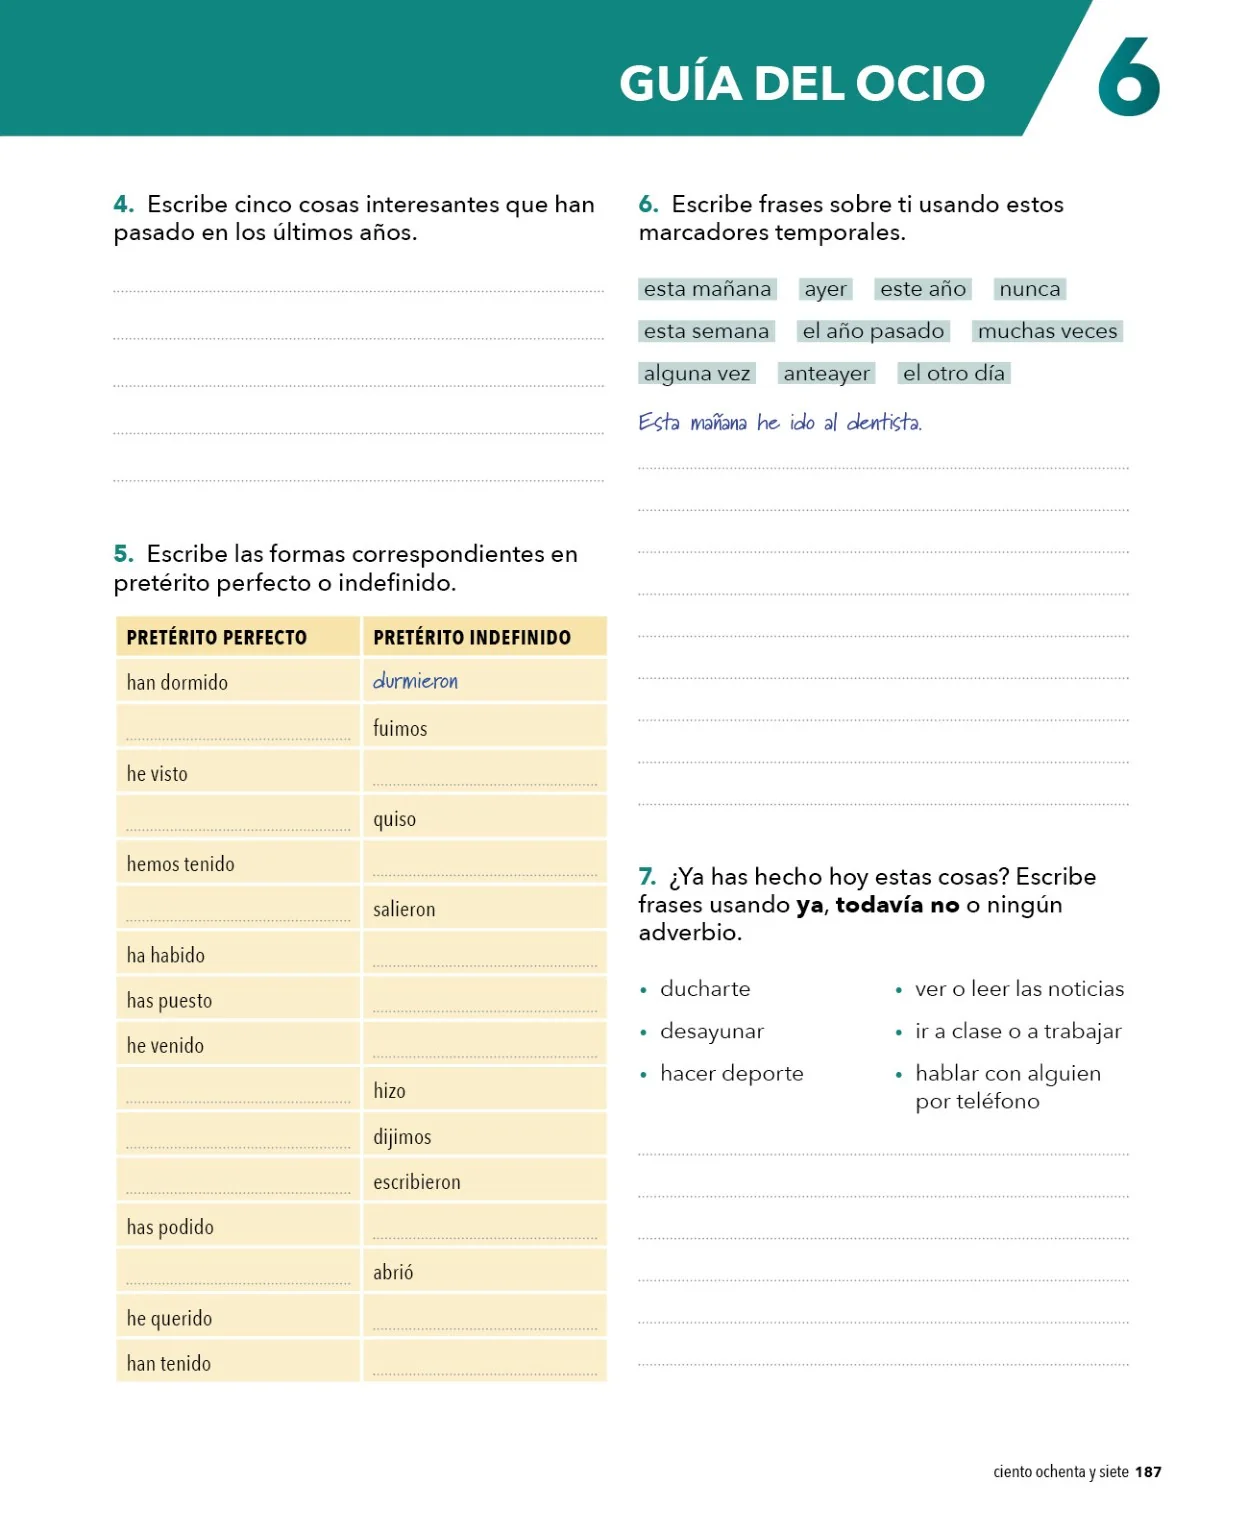 GUÍA DEL OCIO 6
4. Escribe cinco cosas interesantes que han
pasado en los últimos años.
5. Escribe las formas correspondientes en
pretérito perfecto o indefinido.
PRETÉRITO PERFECTO PRETÉRITO INDEFINIDO
han dormido durmieron
fuimos
he visto
quiso
hemos tenido
salieron
ha habido
has puesto
he venido
hizo
dijimos
escribieron
has podido
abrió
he querido
han tenido
6. Escribe frases sobre ti usando estos
marcadores temporales.
esta mañana ayer este año nunca
esta semana el año pasado muchas veces
alguna vez anteayer el otro día
Esta mañana he ido al dentista.
7. ¿Ya has hecho hoy estas cosas? Escribe
frases usando ya, todavía no o ningún
adverbio.
• ducharte
• desayunar
• hacer deporte
• ver o leer las noticias
• ir a clase o a trabajar
• hablar con alguien
por teléfono
ciento ochenta y siete 187